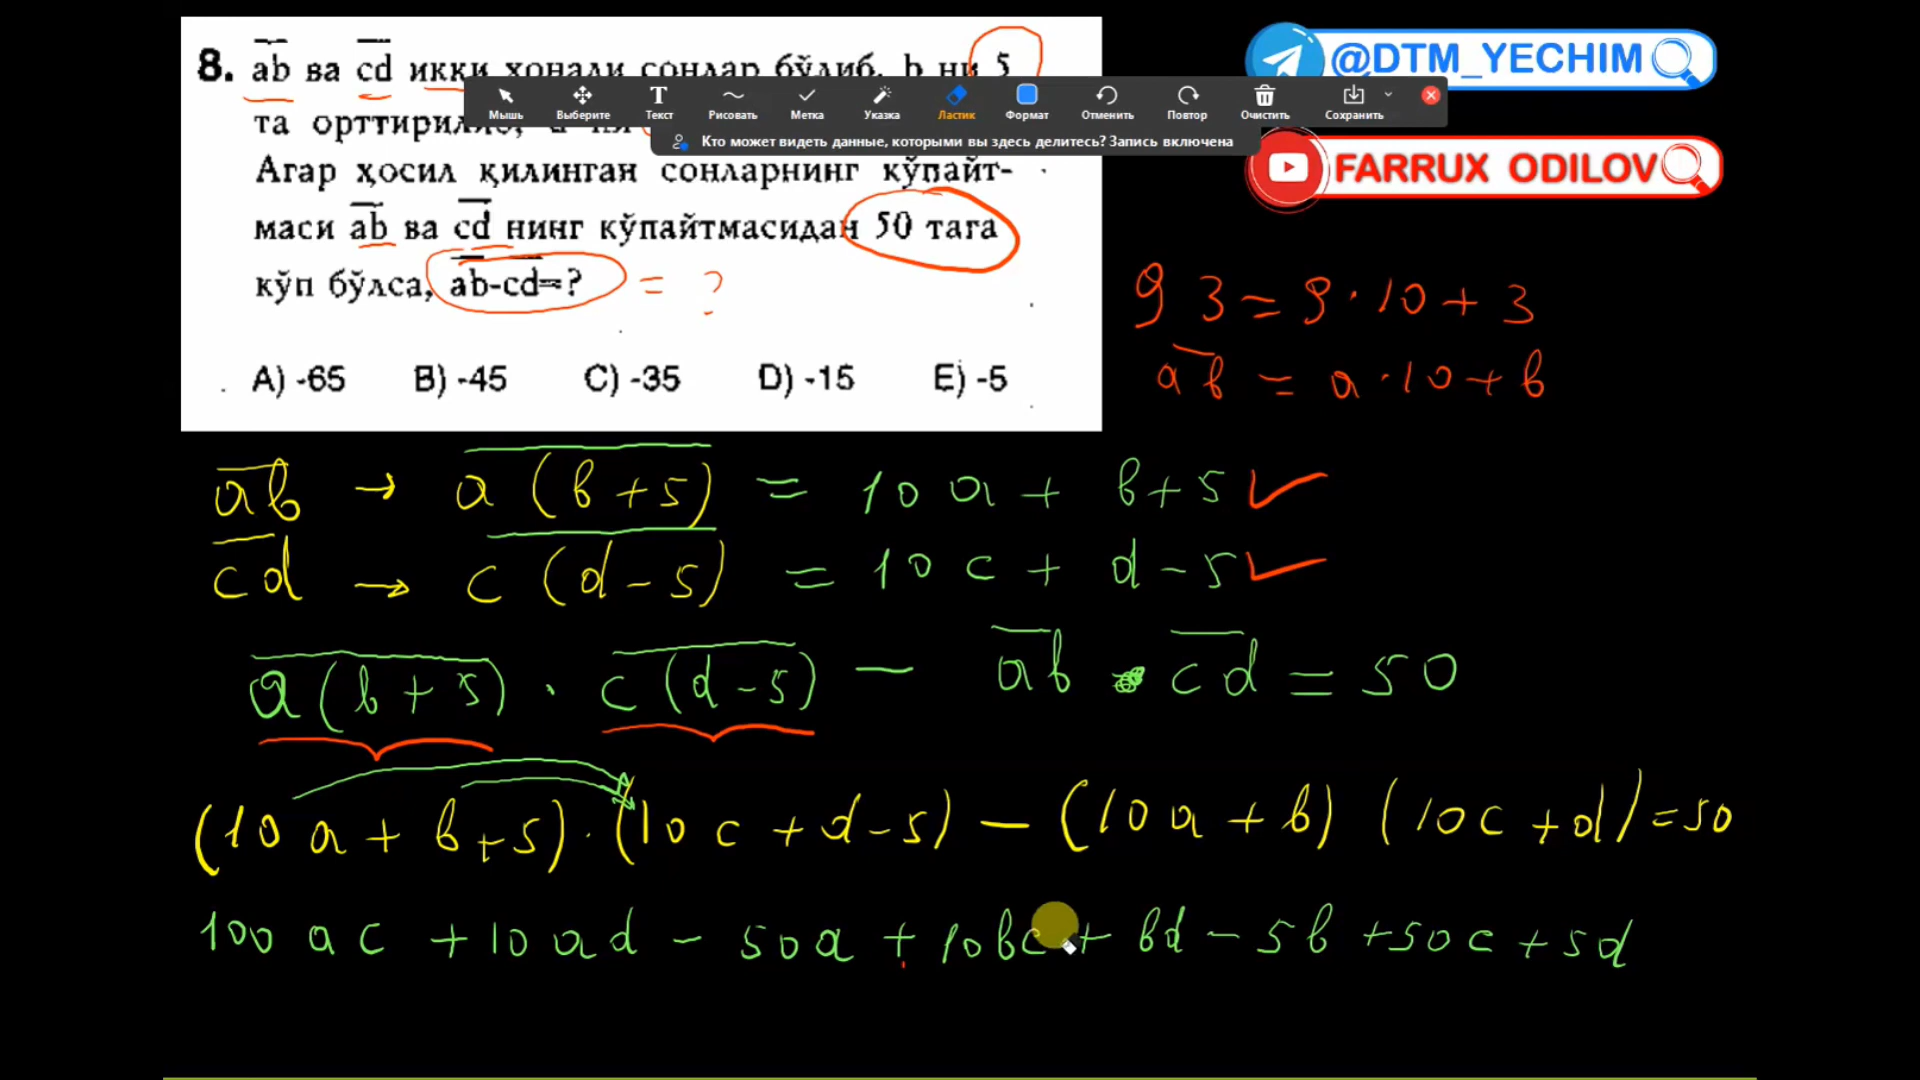 8. ab ва cd икки хонали сонлар бўлиб, b ни 5
та орттирилиб, a ни
Агар ҳосил қилинган сонларнинг кўпайт-
маси ab ва cd нинг кўпайтмасидан 50 тага
кўп бўлса, ab-cd=? = ?
A) -65 B) -45 C) -35 D) -15 E) -5
Мышь Выберите Текст Рисовать Метка Указка Ластик Формат Отменить Повтор Очистить Сохранить
Кто может видеть данные, которыми вы здесь делитесь? Запись включена
@DTM_YECHIM
FARRUX ODILOV
93 = 9·10+3
ab = a·10+b
ab → a(b+5) = 10a + b+5
cd → c(d-5) = 10c + d-5
a(b+5) · c(d-5) - ab · cd = 50
(10a+b+5)·(10c+d-5) - (10a+b)(10c+d)=50
100ac +10ad - 50a +10bc + bd - 5b +50c +5d